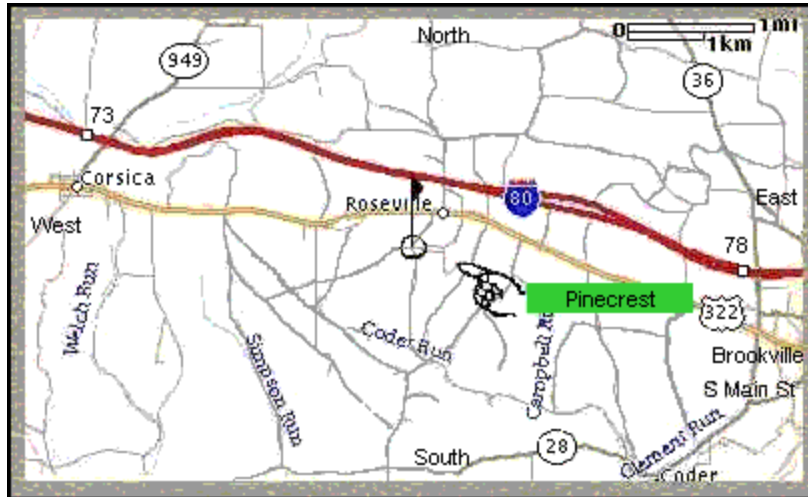 North
0 1mi
1km
949
36
73
Corsica
West
Roseville
80
East
78
Pinecrest
322
Welch Run
Simpson Run
Coder Run
Campbell Ru
Brookville
S Main St
South
28
Clement Run
Coder